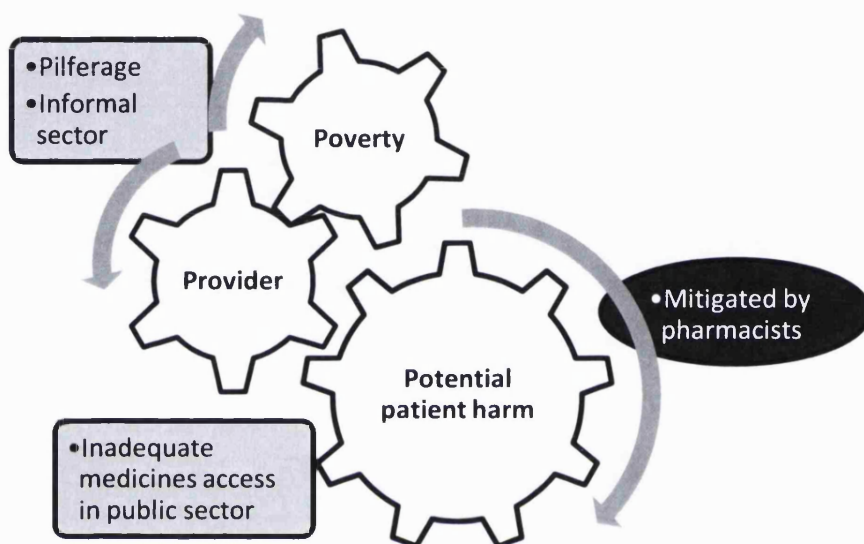 •Pilferage
•Informal
sector
Poverty
Provider
•Mitigated by
pharmacists
Potential
patient harm
•Inadequate
medicines access
in public sector